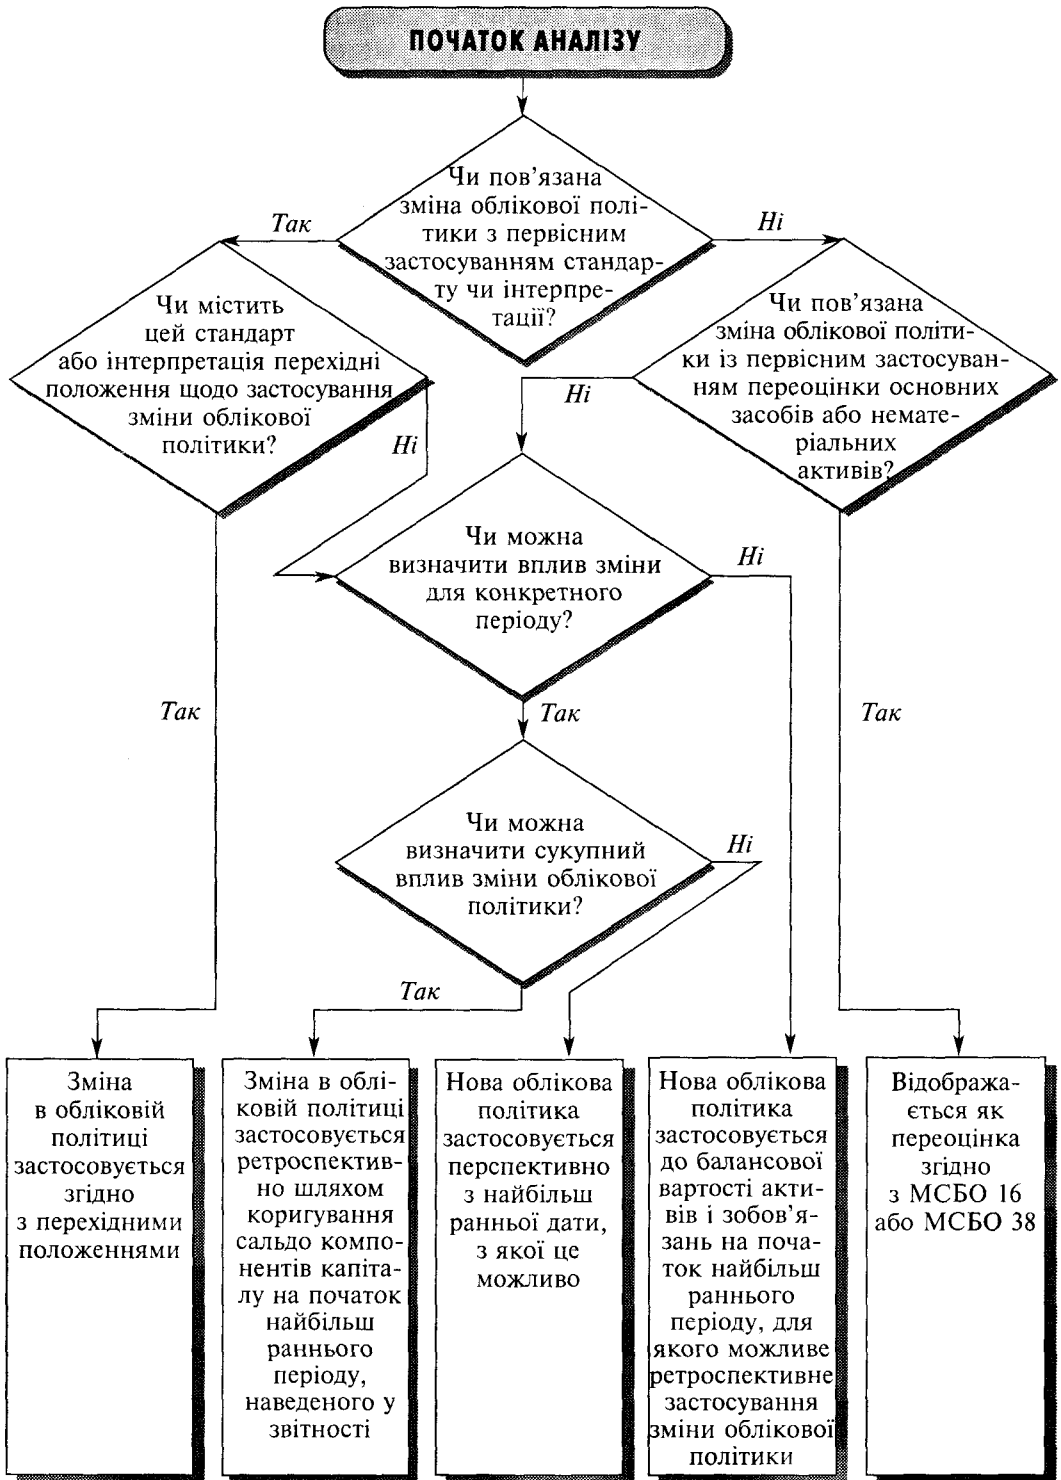 ПОЧАТОК АНАЛІЗУ
Чи пов’язана
зміна облікової полі-
тики з первісним
застосуванням стандар-
ту чи інтерпре-
тації?
Так
Ні
Чи містить
цей стандарт
або інтерпретація перехідні
положення щодо застосування
зміни облікової
політики?
Чи пов’язана
зміна облікової політи-
ки із первісним застосуван-
ням переоцінки основних
засобів або немате-
ріальних
активів?
Ні
Ні
Чи можна
визначити вплив зміни
для конкретного
періоду?
Ні
Так
Так
Так
Чи можна
визначити сукупний
вплив зміни облікової
політики?
Ні
Так
Зміна
в обліковій
політиці
застосовується
згідно
з перехідними
положеннями
Зміна в облі-
ковій політиці
застосовується
ретроспектив-
но шляхом
коригування
сальдо компо-
нентів капіта-
лу на початок
найбільш
раннього
періоду,
наведеного у
звітності
Нова облікова
політика
застосовується
перспективно
з найбільш
ранньої дати,
з якої це
можливо
Нова облікова
політика
застосовується
до балансової
вартості акти-
вів і зобов’я-
зань на поча-
ток найбільш
раннього
періоду, для
якого можливе
ретроспективне
застосування
зміни облікової
політики
Відобража-
ється як
переоцінка
згідно
з МСБО 16
або МСБО 38